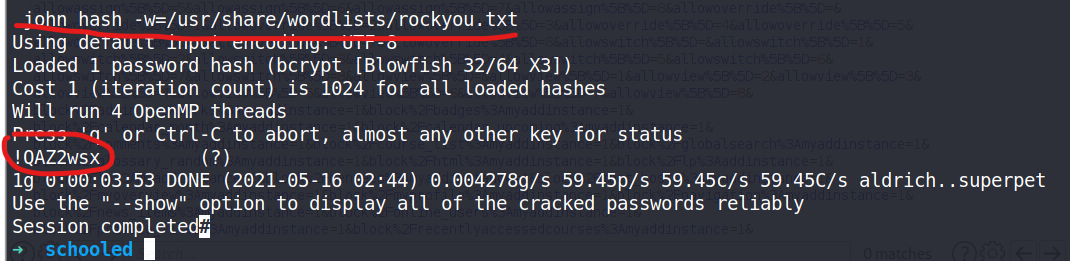 john hash -w=/usr/share/wordlists/rockyou.txt
Using default input encoding: UTF-8
Loaded 1 password hash (bcrypt [Blowfish 32/64 X3])
Cost 1 (iteration count) is 1024 for all loaded hashes
Will run 4 OpenMP threads
Press 'q' or Ctrl-C to abort, almost any other key for status
!QAZ2wsx         (?)
1g 0:00:03:53 DONE (2021-05-16 02:44) 0.004278g/s 59.45p/s 59.45c/s 59.45C/s aldrich..superpet
Use the "--show" option to display all of the cracked passwords reliably
Session completed#
→ schooled
0 matches